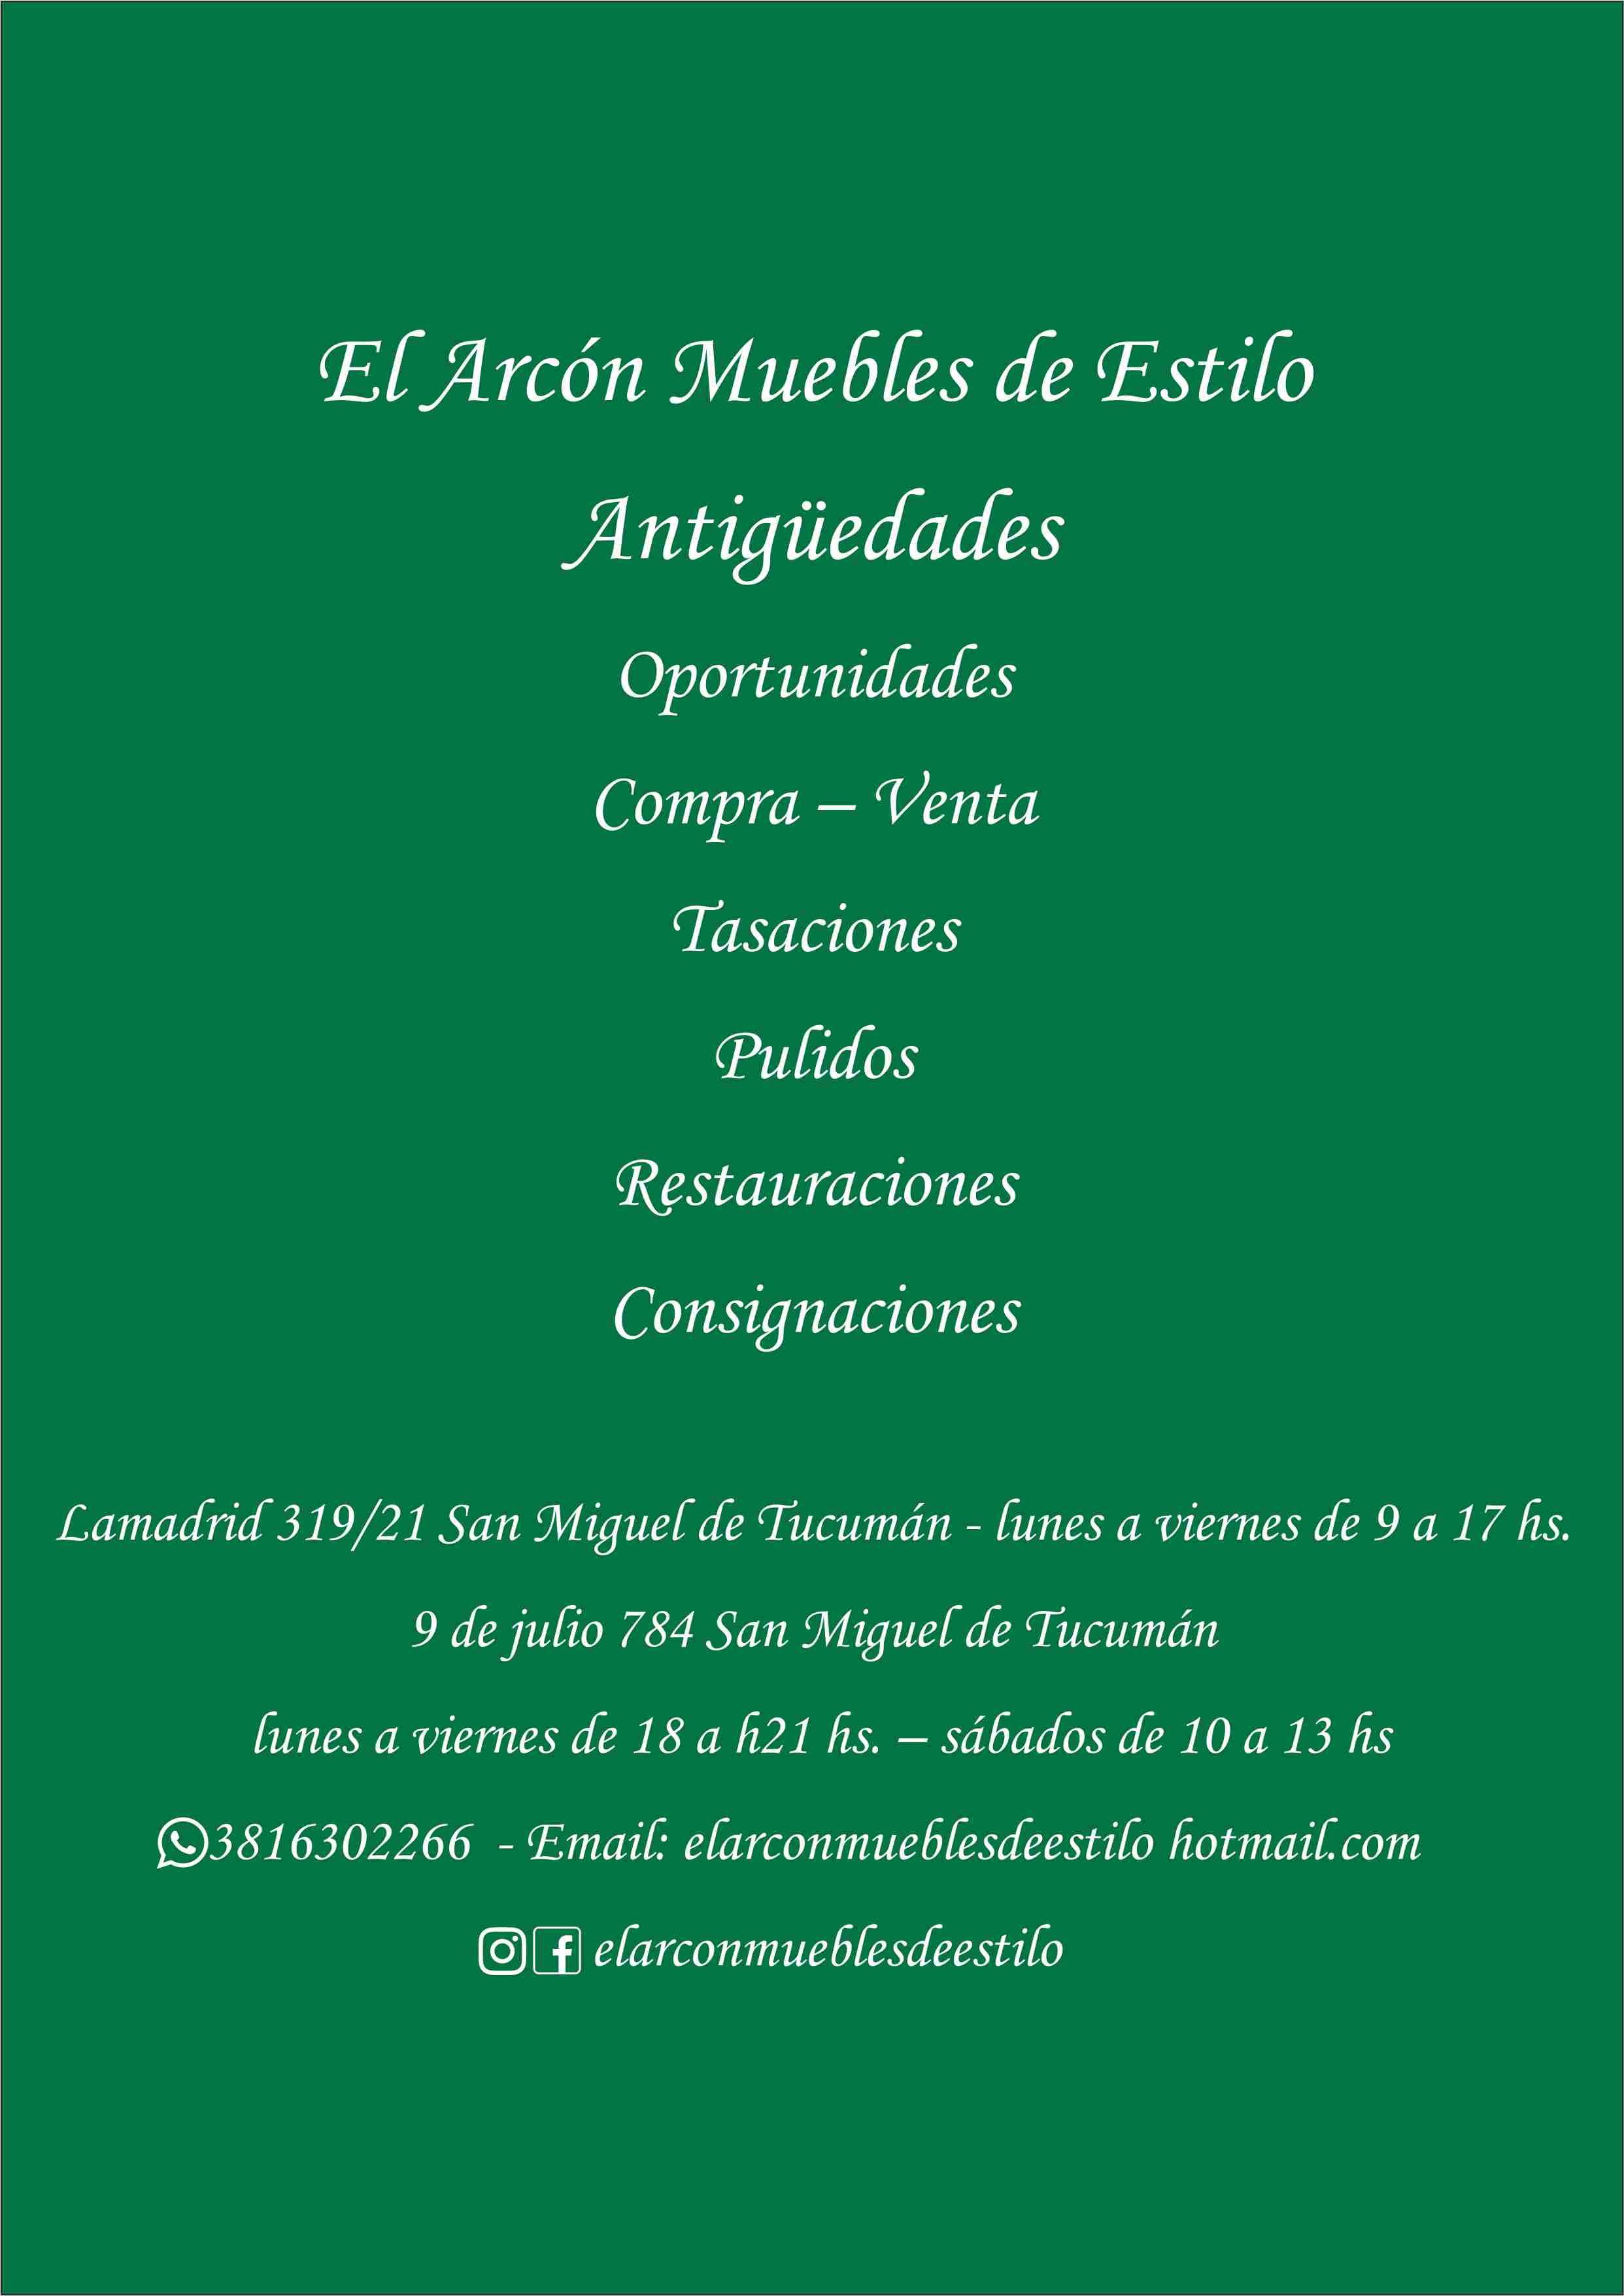 El Arcón Muebles de Estilo
Antigüedades
Oportunidades
Compra – Venta
Tasaciones
Pulidos
Restauraciones
Consignaciones
Lamadrid 319/21 San Miguel de Tucumán - lunes a viernes de 9 a 17 hs.
9 de julio 784 San Miguel de Tucumán
lunes a viernes de 18 a h21 hs. – sábados de 10 a 13 hs
3816302266 - Email: elarconmueblesdeestilo hotmail.com
elarconmueblesdeestilo